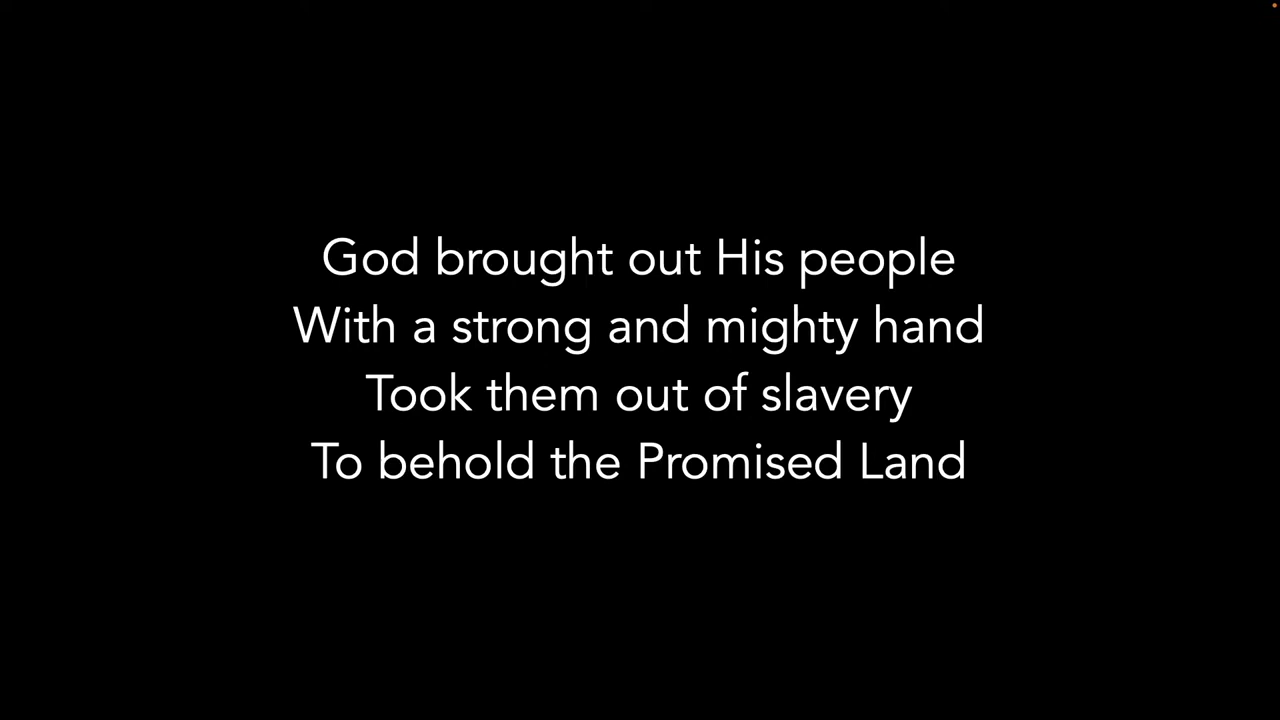 God brought out His people
With a strong and mighty hand
Took them out of slavery
To behold the Promised Land